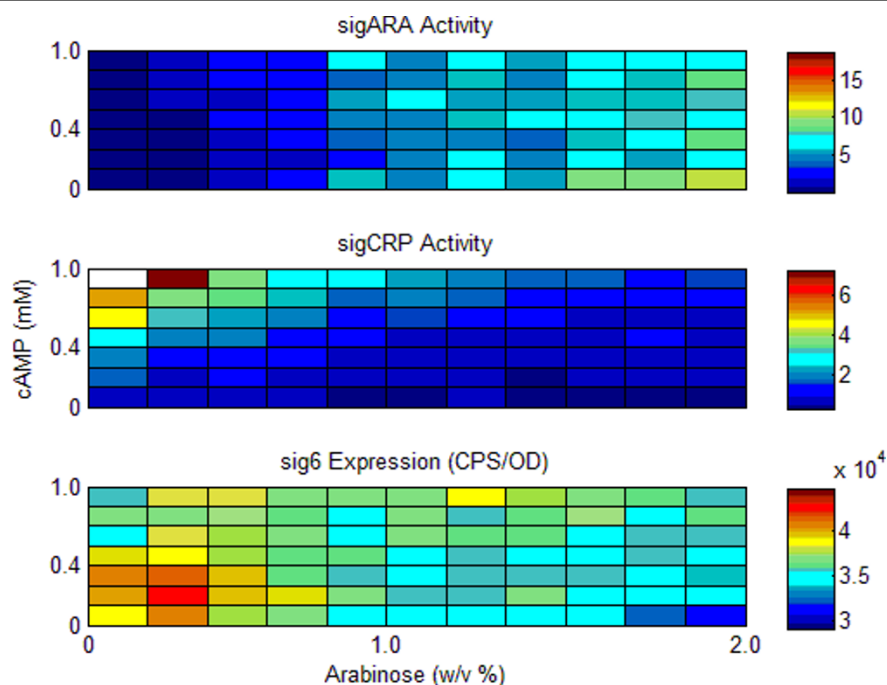 sigARA Activity
1.0
0.4
0
15
10
5
sigCRP Activity
1.0
0.4
0
6
4
2
cAMP (mM)
sig6 Expression (CPS/OD)
x 10^4
1.0
0.4
0
4
3.5
3
0 1.0 2.0
Arabinose (w/v %)